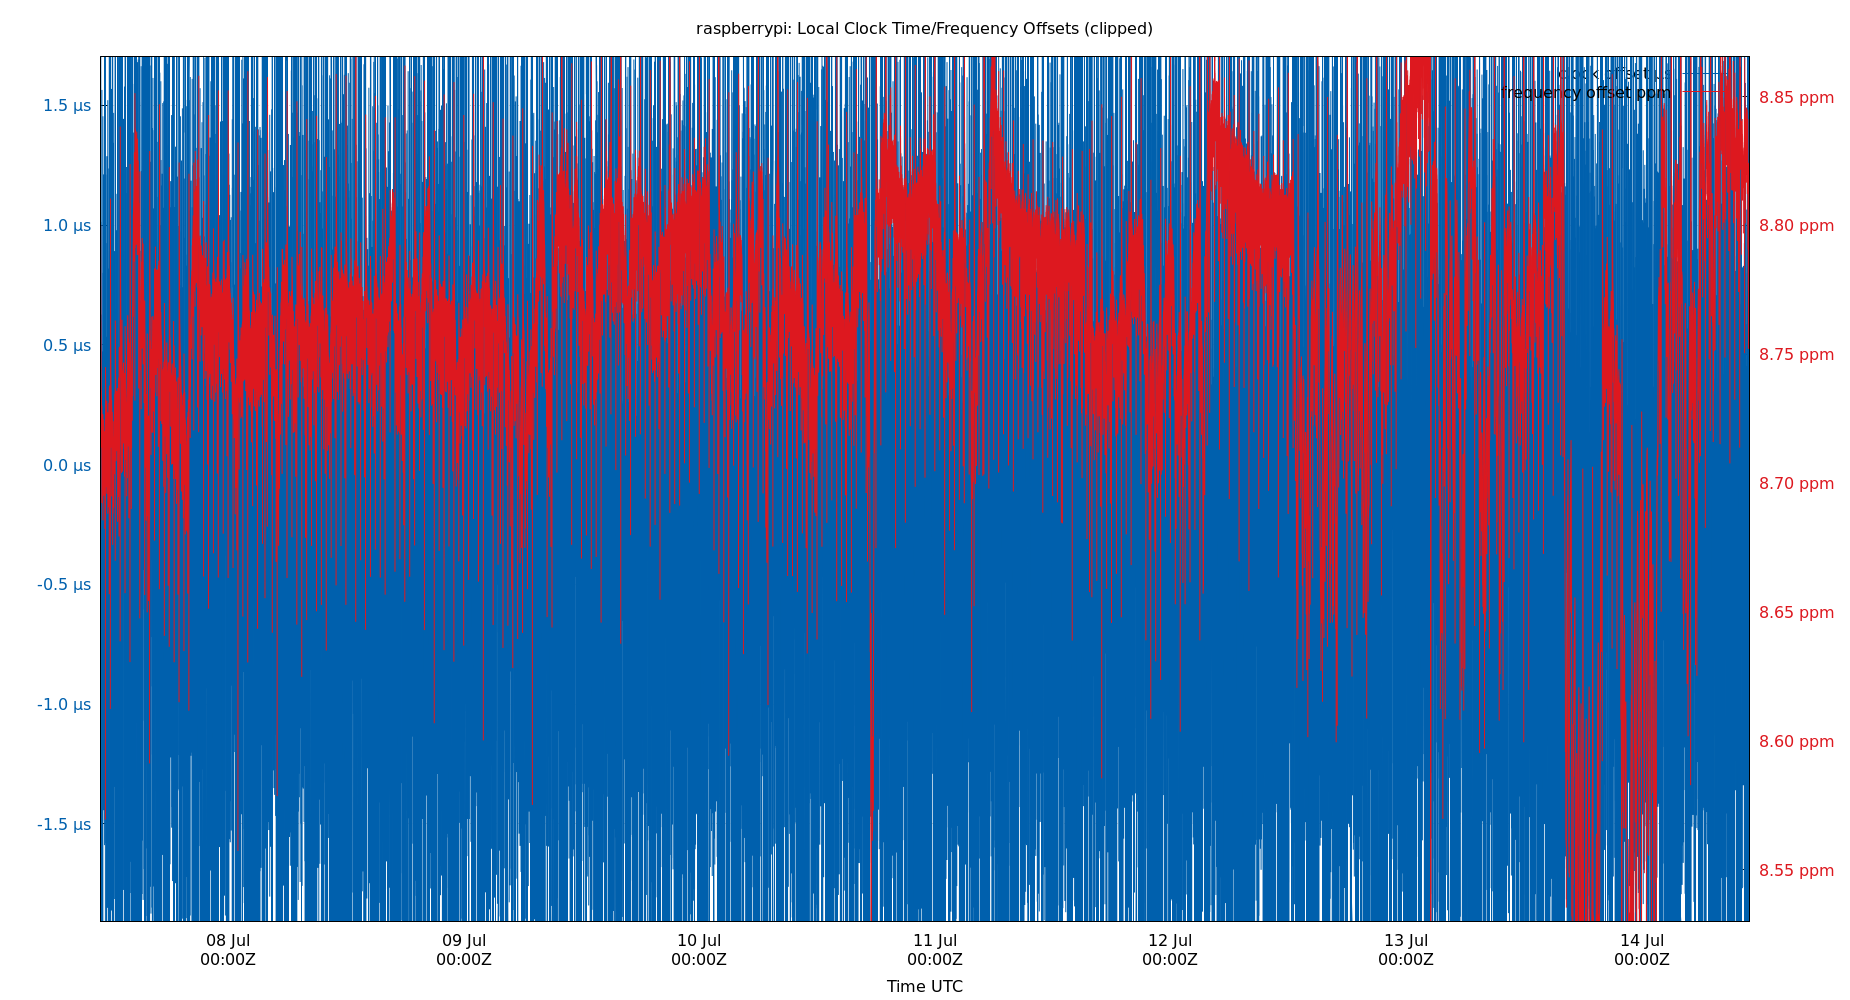 raspberrypi: Local Clock Time/Frequency Offsets (clipped)
clock offset µs
frequency offset ppm
1.5 µs
1.0 µs
0.5 µs
0.0 µs
-0.5 µs
-1.0 µs
-1.5 µs
8.85 ppm
8.80 ppm
8.75 ppm
8.70 ppm
8.65 ppm
8.60 ppm
8.55 ppm
08 Jul 09 Jul 10 Jul 11 Jul 12 Jul 13 Jul 14 Jul
00:00Z 00:00Z 00:00Z 00:00Z 00:00Z 00:00Z 00:00Z
Time UTC